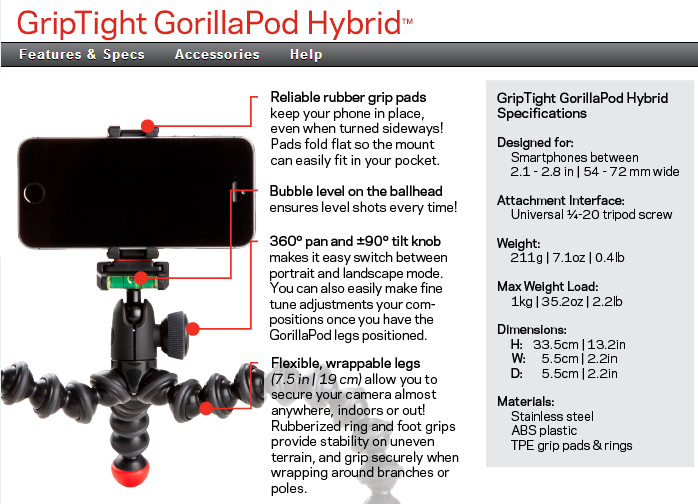 GripTight GorillaPod Hybrid™
Features & Specs Accessories Help
Reliable rubber grip pads
keep your phone in place,
even when turned sideways!
Pads fold flat so the mount
can easily fit in your pocket.
Bubble level on the ballhead
ensures level shots every time!
360° pan and ±90° tilt knob
makes it easy switch between
portrait and landscape mode.
You can also easily make fine
tune adjustments your com-
positions once you have the
GorillaPod legs positioned.
Flexible, wrappable legs
(7.5 in | 19 cm) allow you to
secure your camera almost
anywhere, indoors or out!
Rubberized ring and foot grips
provide stability on uneven
terrain, and grip securely when
wrapping around branches or
poles.
GripTight GorillaPod Hybrid
Specifications
Designed for:
Smartphones between
2.1 - 2.8 in | 54 - 72 mm wide
Attachment Interface:
Universal ¼-20 tripod screw
Weight:
211g | 7.1oz | 0.4lb
Max Weight Load:
1kg | 35.2oz | 2.2lb
Dimensions:
H: 33.5cm | 13.2in
W: 5.5cm | 2.2in
D: 5.5cm | 2.2in
Materials:
Stainless steel
ABS plastic
TPE grip pads & rings